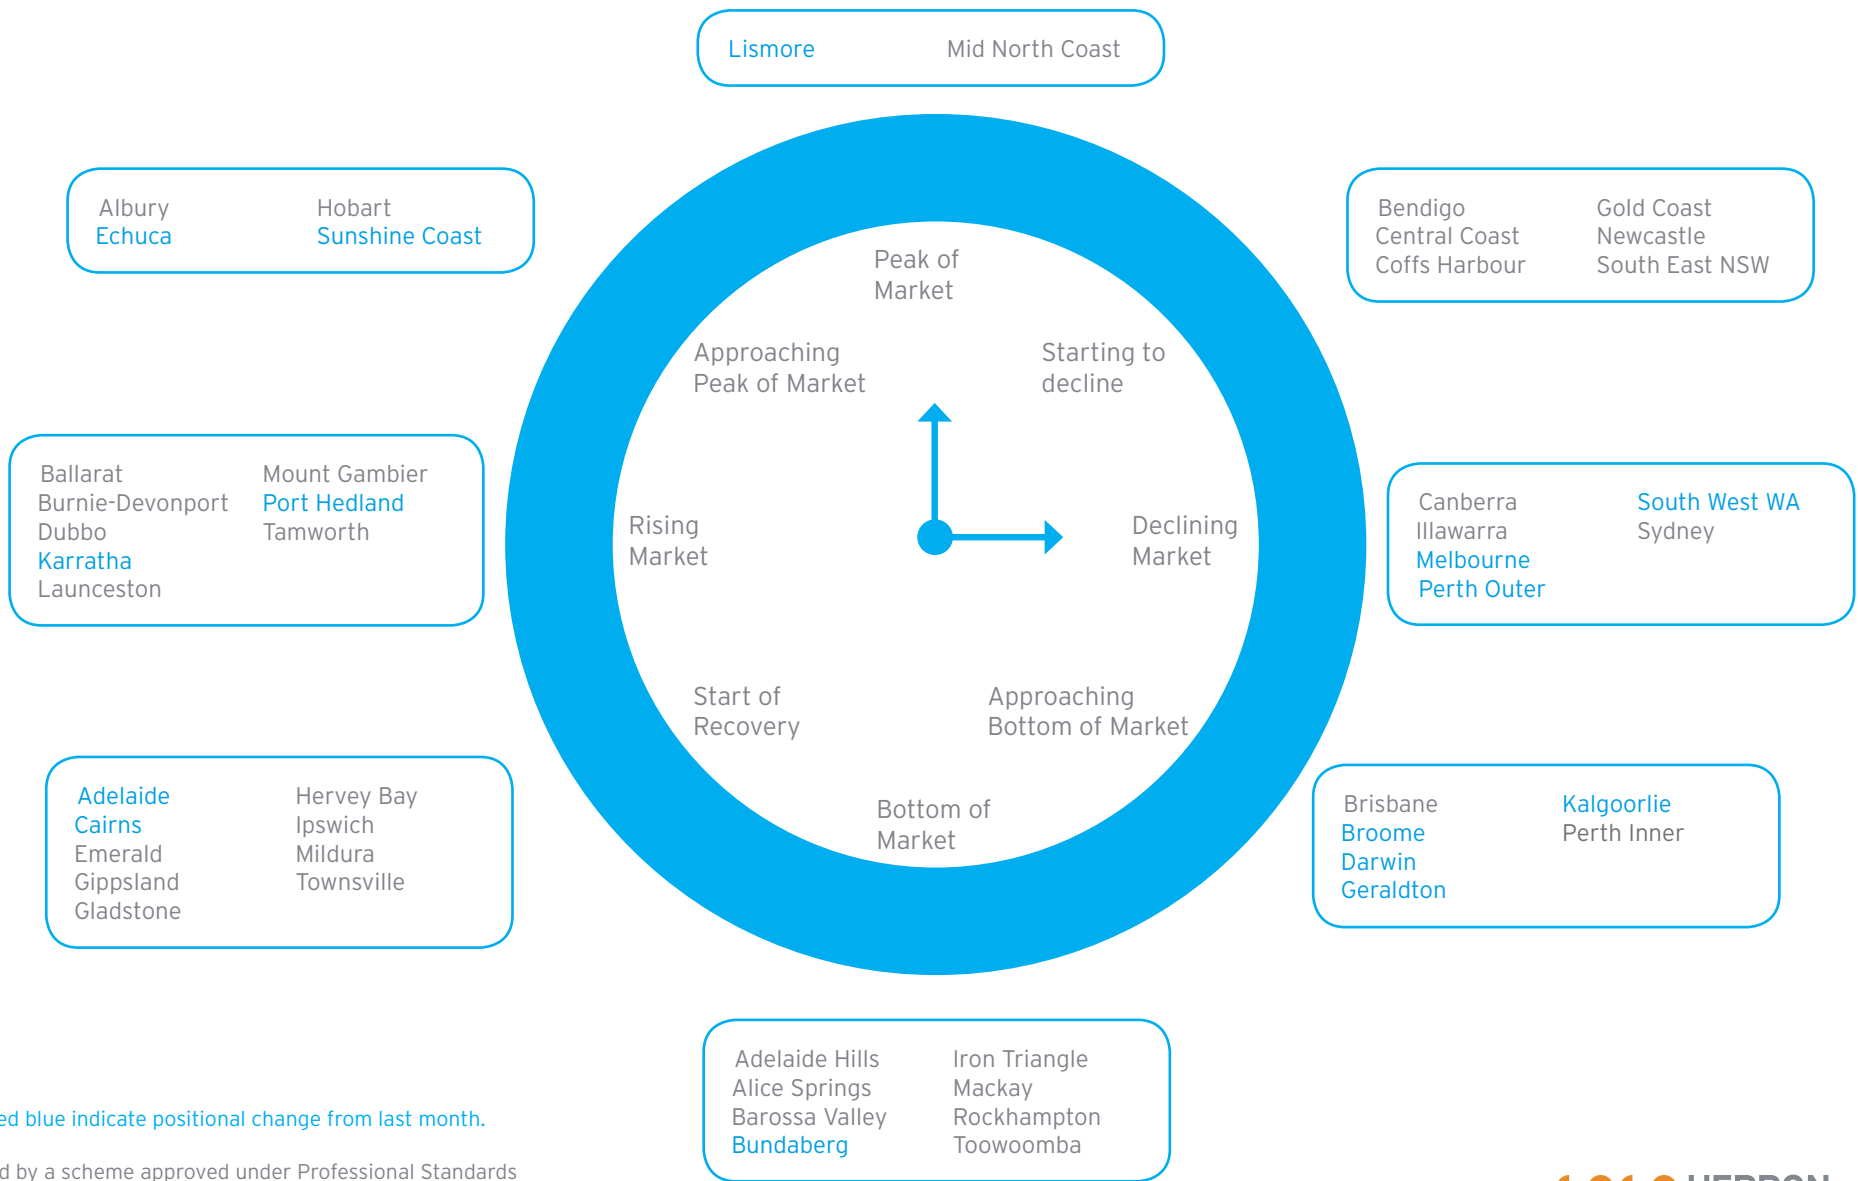 Lismore Mid North Coast
Albury Hobart
Echuca Sunshine Coast
Bendigo Gold Coast
Central Coast Newcastle
Coffs Harbour South East NSW
Peak of
Market
Approaching
Peak of Market
Starting to
decline
Ballarat Mount Gambier
Burnie-Devonport Port Hedland
Dubbo Tamworth
Karratha
Launceston
Rising
Market
Declining
Market
Canberra South West WA
Illawarra Sydney
Melbourne
Perth Outer
Start of
Recovery
Approaching
Bottom of Market
Bottom of
Market
Adelaide Hervey Bay
Cairns Ipswich
Emerald Mildura
Gippsland Townsville
Gladstone
Brisbane Kalgoorlie
Broome Perth Inner
Darwin
Geraldton
Adelaide Hills Iron Triangle
Alice Springs Mackay
Barossa Valley Rockhampton
Bundaberg Toowoomba
blue indicate positional change from last month.
by a scheme approved under Professional Standards